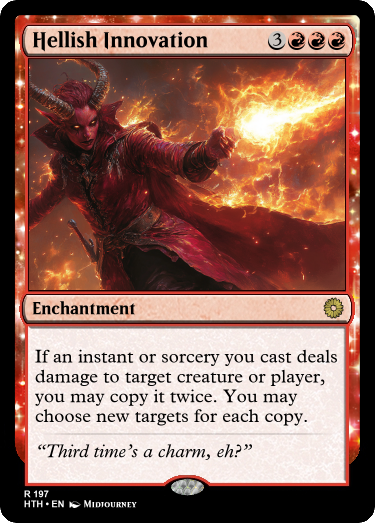 Hellish Innovation 3
Enchantment
If an instant or sorcery you cast deals
damage to target creature or player,
you may copy it twice. You may
choose new targets for each copy.
“Third time’s a charm, eh?”
R 197
HTH • EN Midjourney